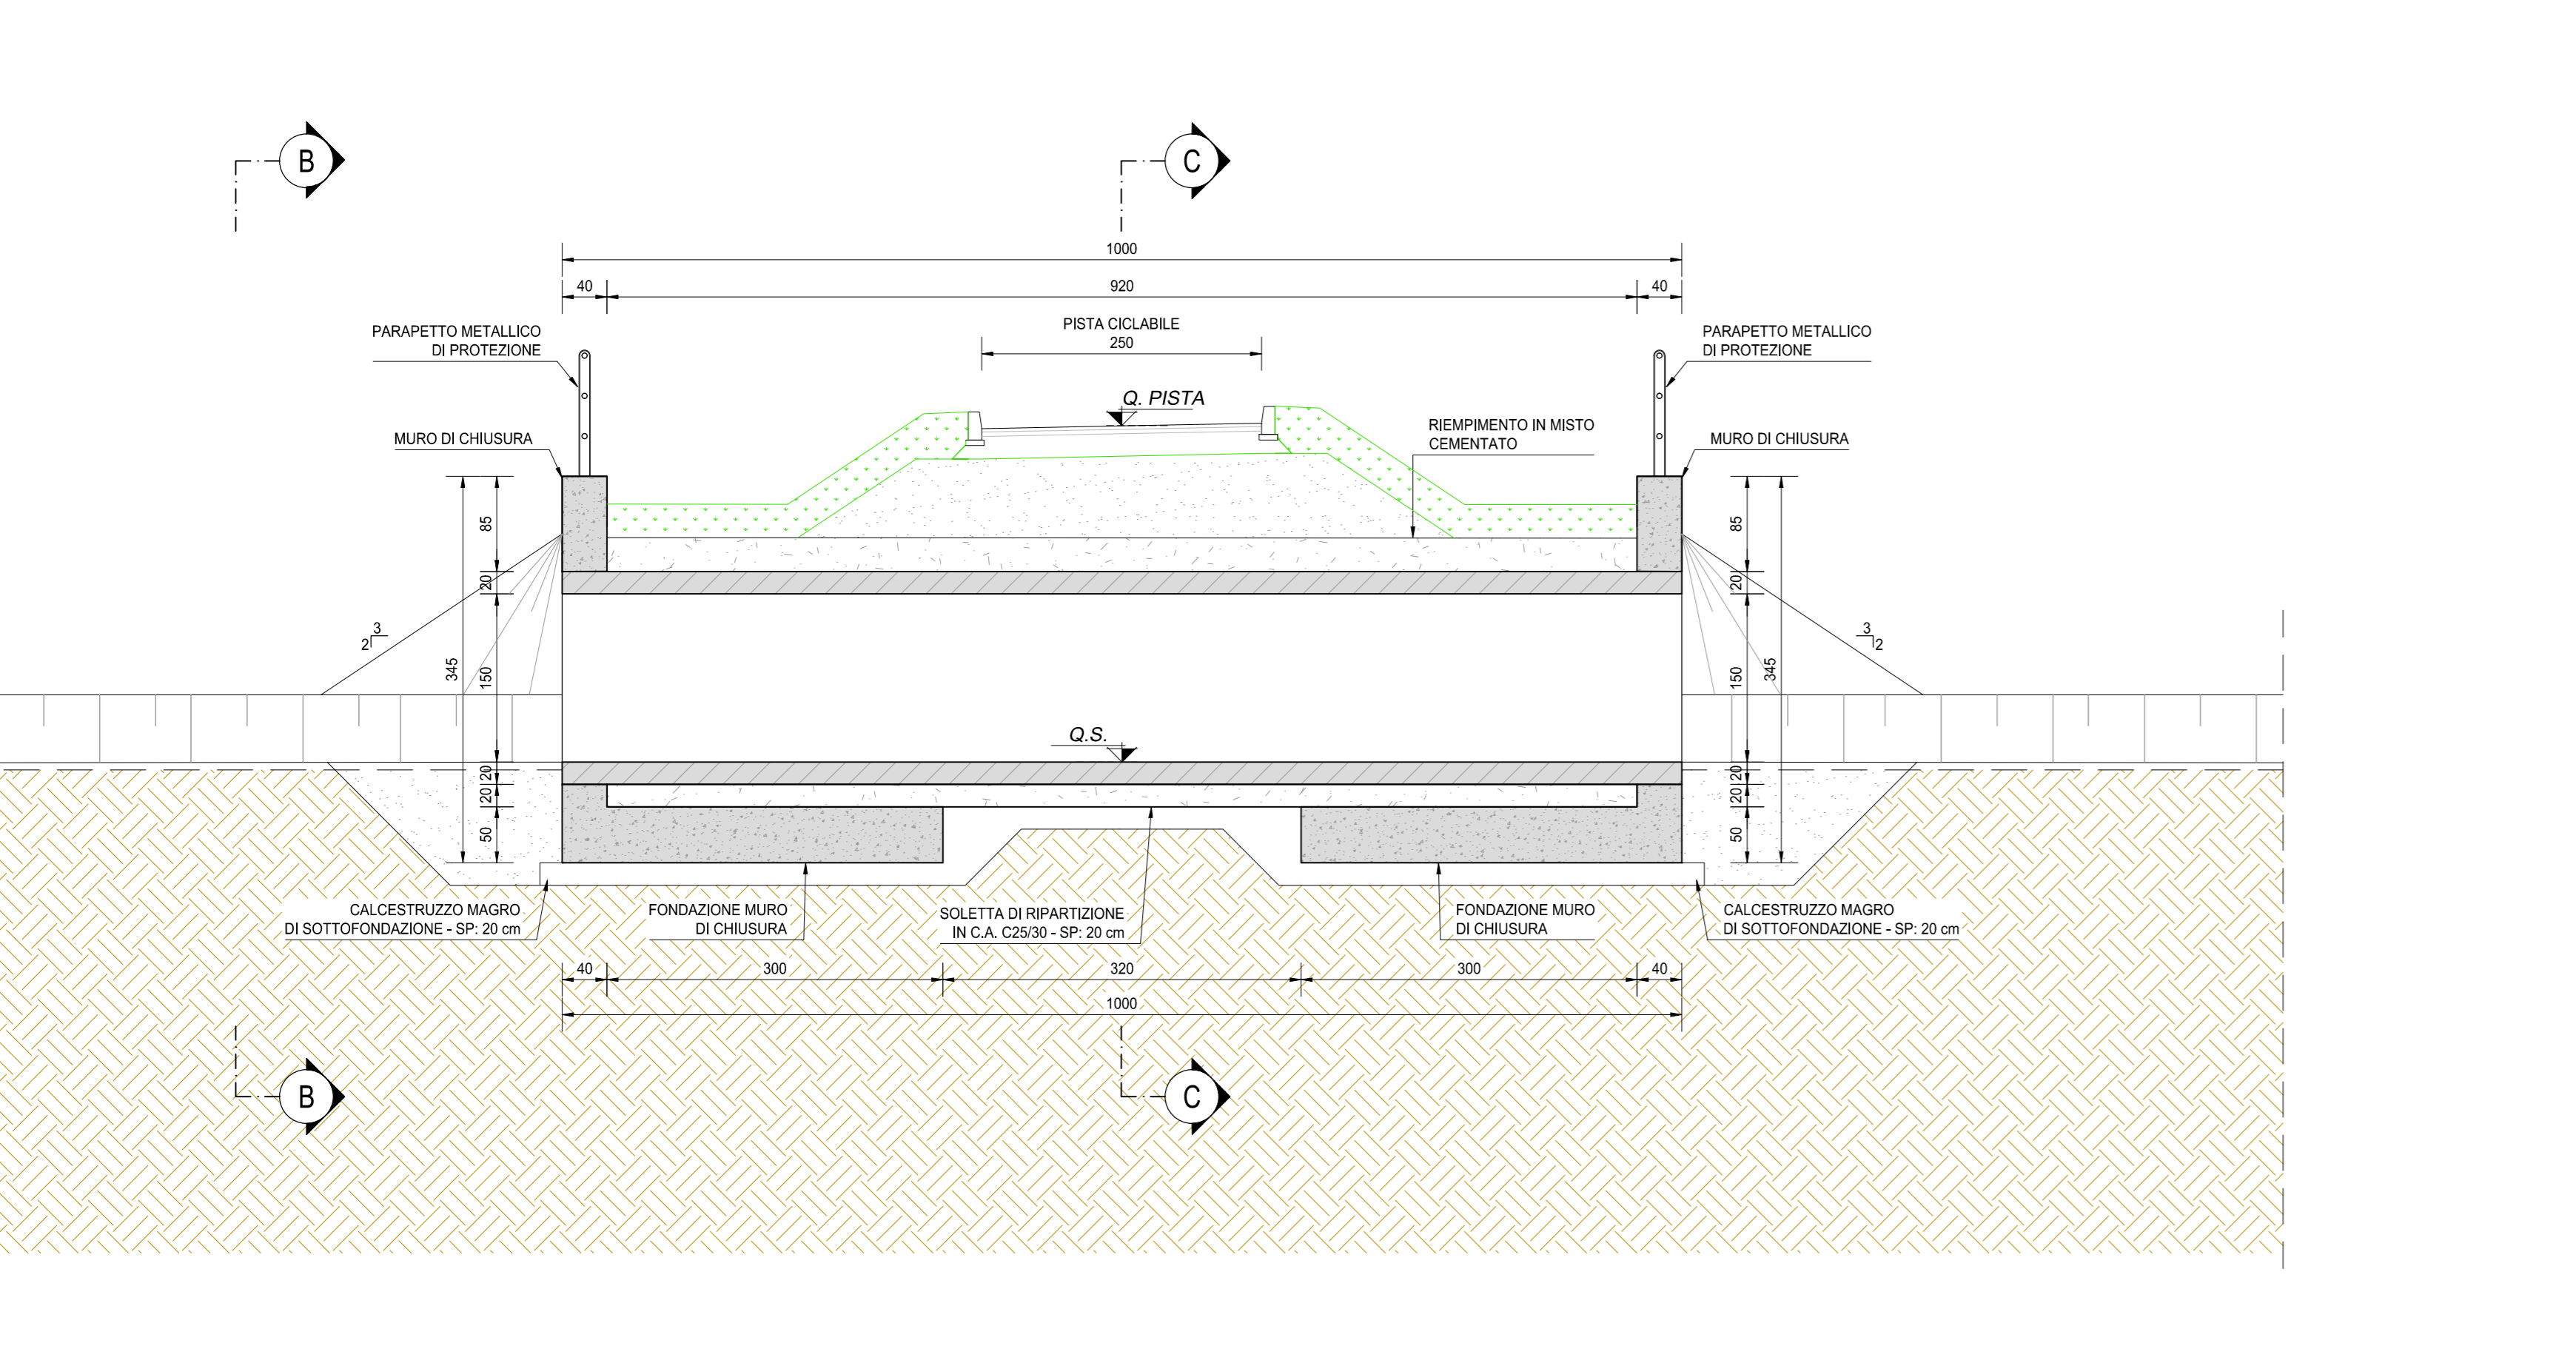 B
C
1000
40
920
40
PISTA CICLABILE
250
PARAPETTO METALLICO
DI PROTEZIONE
PARAPETTO METALLICO
DI PROTEZIONE
Q. PISTA
MURO DI CHIUSURA
RIEMPIMENTO IN MISTO
CEMENTATO
MURO DI CHIUSURA
85
85
20
20
3
2
3
2
345
150
150
345
Q.S.
20
20
20
20
50
50
CALCESTRUZZO MAGRO
DI SOTTOFONDAZIONE - SP: 20 cm
FONDAZIONE MURO
DI CHIUSURA
SOLETTA DI RIPARTIZIONE
IN C.A. C25/30 - SP: 20 cm
FONDAZIONE MURO
DI CHIUSURA
CALCESTRUZZO MAGRO
DI SOTTOFONDAZIONE - SP: 20 cm
40
300
320
300
40
1000
B
C